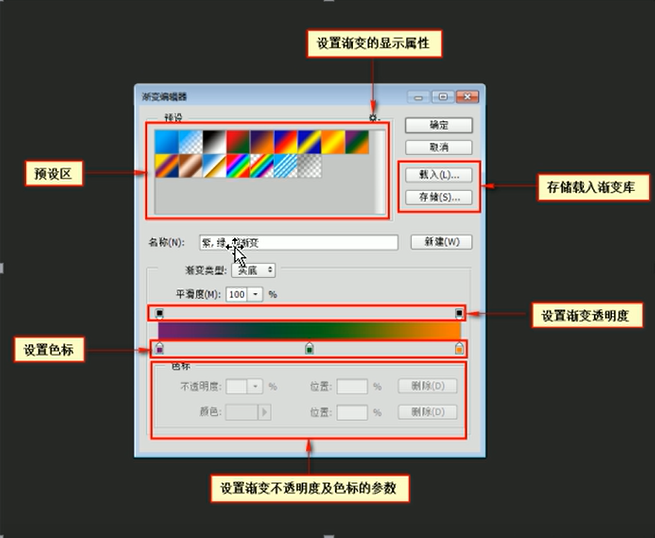 设置渐变的显示属性
渐变编辑器
预设
确定
取消
预设区
载入(L)...
存储(S)...
存储载入渐变库
名称(N):
紫, 绿,
渐变
新建(W)
渐变类型:
实底
平滑度(M): 100 %
设置渐变透明度
设置色标
色标
不透明度: % 位置: % 删除(D)
颜色: 位置: % 删除(D)
设置渐变不透明度及色标的参数